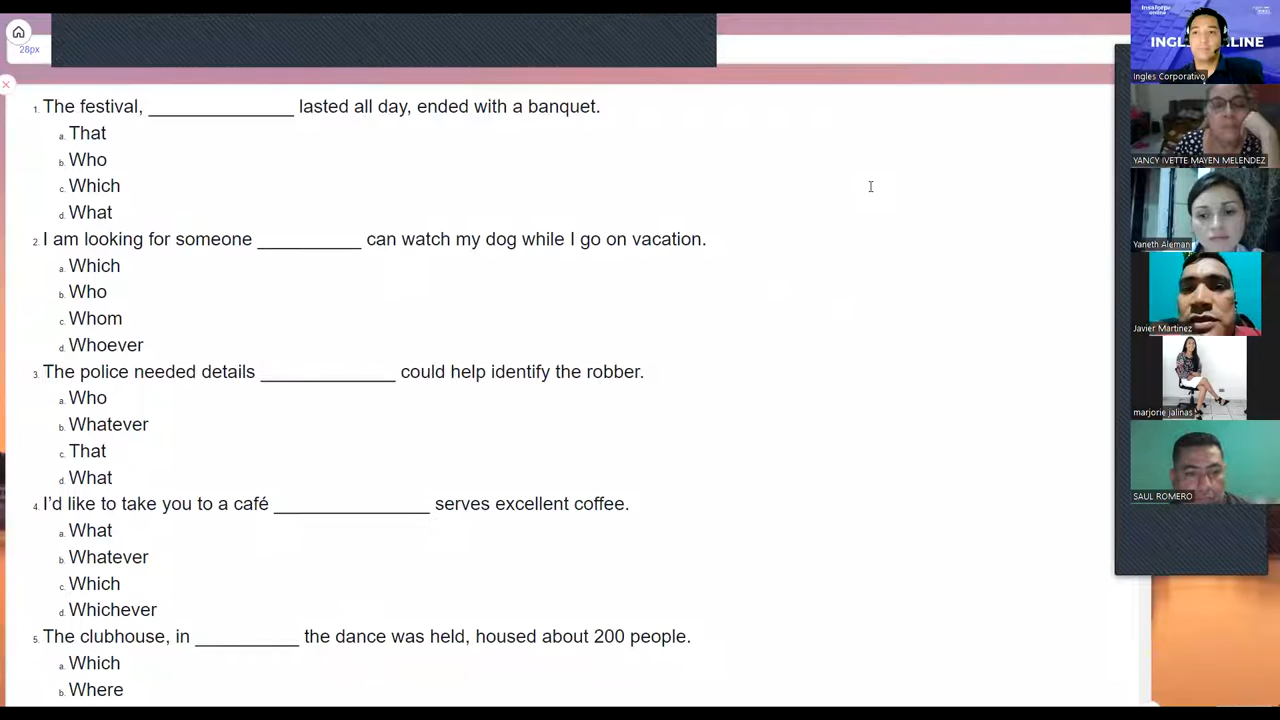 28px
1. The festival, ______________ lasted all day, ended with a banquet.
a. That
b. Who
c. Which
d. What
2. I am looking for someone __________ can watch my dog while I go on vacation.
a. Which
b. Who
c. Whom
d. Whoever
3. The police needed details _____________ could help identify the robber.
a. Who
b. Whatever
c. That
d. What
4. I’d like to take you to a café _______________ serves excellent coffee.
a. What
b. Whatever
c. Which
d. Whichever
5. The clubhouse, in __________ the dance was held, housed about 200 people.
a. Which
b. Where
Ingles Corporativo
YANCY IVETTE MAYEN MELENDEZ
Yaneth Aleman
Javier Martinez
marjorie jalinas
SAUL ROMERO